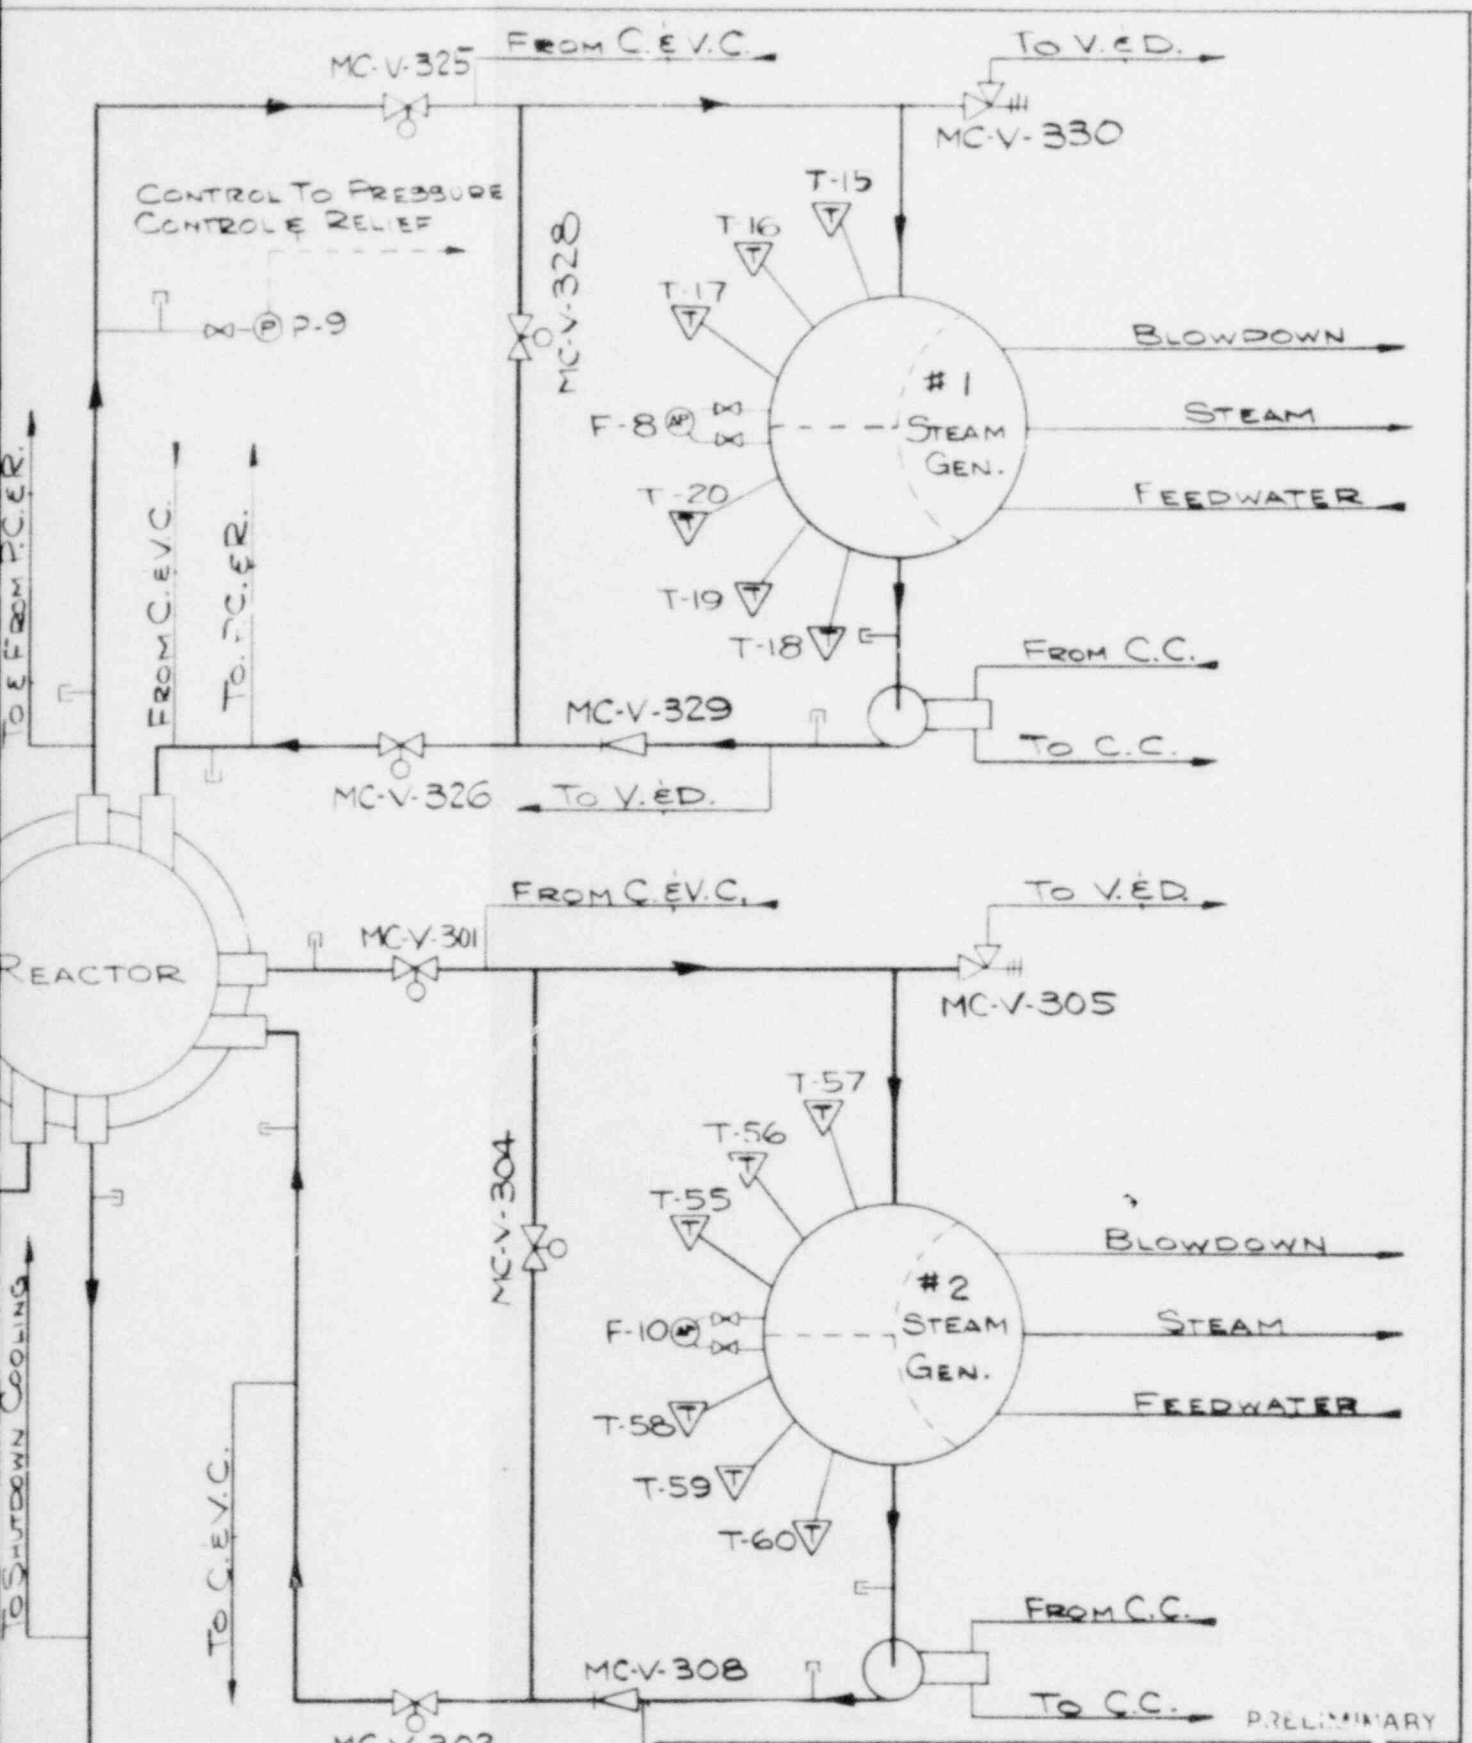 FROM C.&V.C.
TO V.&D.
MC-V-325
MC-V-330
CONTROL TO PRESSURE
CONTROL & RELIEF
T-15
T-16
MC-V-328
T-17
P
P-9
BLOWDOWN
#1
STEAM
GEN.
F-8
ΔP
STEAM
T-20
FEEDWATER
TO & FROM P.C.&R.
FROM C.&V.C.
TO P.C.&R.
T-19
T-18
FROM C.C.
MC-V-329
TO C.C.
MC-V-326
TO V.&D.
FROM C.&V.C.
TO V.&D.
MC-V-301
REACTOR
MC-V-305
T-57
T-56
MC-V-304
T-55
BLOWDOWN
#2
STEAM
GEN.
F-10
ΔP
STEAM
T-58
FEEDWATER
TO SHUTDOWN COOLING
TO C.&V.C.
T-59
T-60
FROM C.C.
MC-V-308
TO C.C.
PRELIMINARY
T
T
T
T
T
T
T
T
T
T
T
T